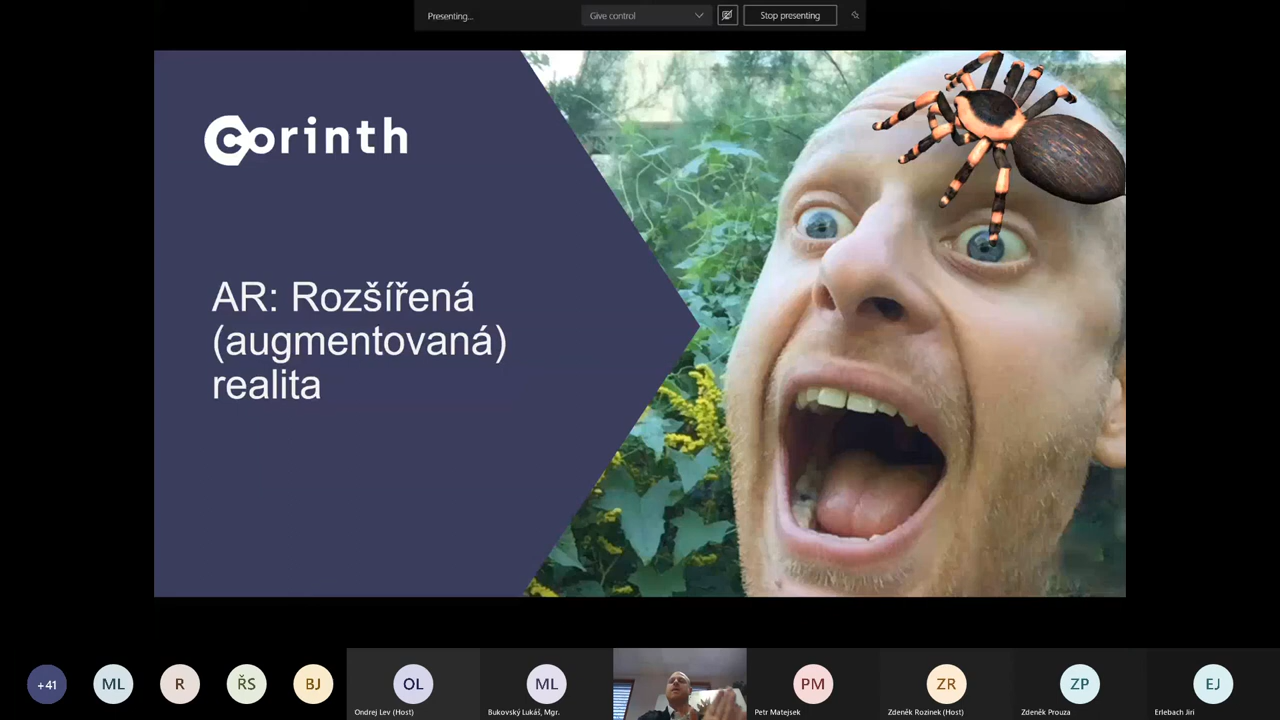 Presenting...
Give control
Stop presenting
corinth
AR: Rozšířená
(augmentovaná)
realita
+41
ML
R
ŘS
BJ
OL
Ondrej Lev (Host)
ML
Bukovský Lukáš, Mgr.
PM
Petr Matejsek
ZR
Zdeněk Rozinek (Host)
ZP
Zdeněk Prouza
EJ
Erlebach Jiri